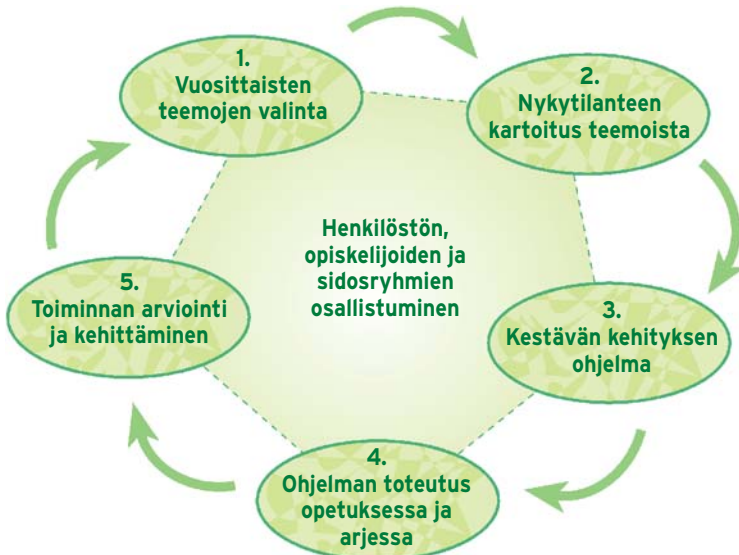 1.
Vuosittaisten
teemojen valinta
2.
Nykytilanteen
kartoitus teemoista
Henkilöstön,
opiskelijoiden ja
sidosryhmien
osallistuminen
3.
Kestävän kehityksen
ohjelma
4.
Ohjelman toteutus
opetuksessa ja
arjessa
5.
Toiminnan arviointi
ja kehittäminen